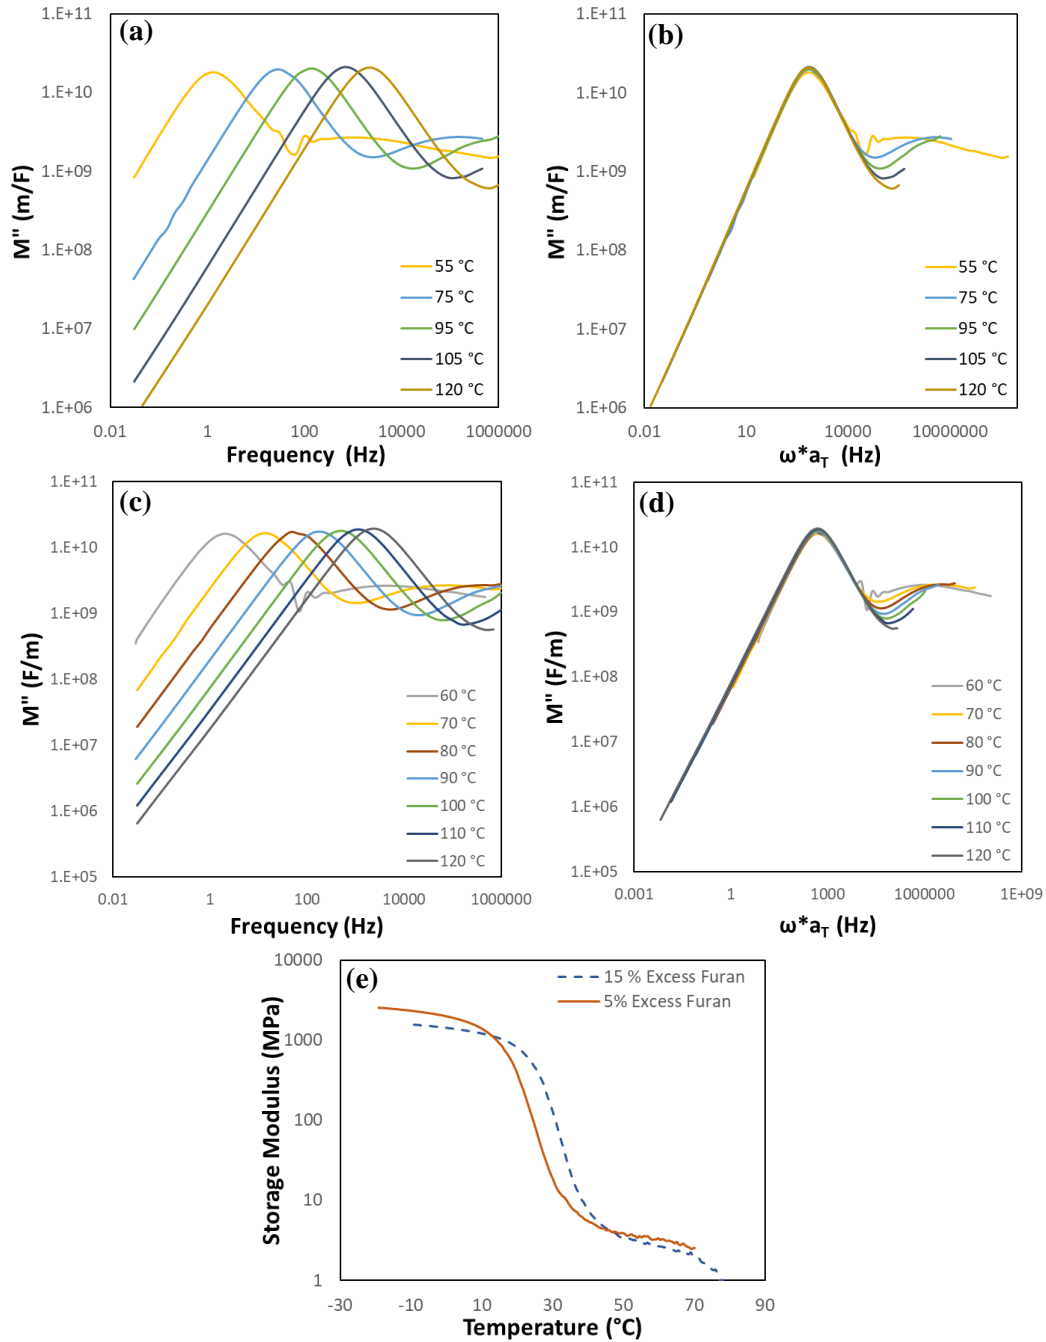 (a)
M" (m/F)
1.E+11
1.E+10
1.E+09
1.E+08
1.E+07
1.E+06
55 °C
75 °C
95 °C
105 °C
120 °C
0.01 1 100 10000 1000000
Frequency (Hz)
(b)
M" (m/F)
1.E+11
1.E+10
1.E+09
1.E+08
1.E+07
1.E+06
55 °C
75 °C
95 °C
105 °C
120 °C
0.01 10 10000 10000000
ω*aT (Hz)
(c)
M" (F/m)
1.E+11
1.E+10
1.E+09
1.E+08
1.E+07
1.E+06
1.E+05
60 °C
70 °C
80 °C
90 °C
100 °C
110 °C
120 °C
0.01 1 100 10000 1000000
Frequency (Hz)
(d)
M" (F/m)
1.E+11
1.E+10
1.E+09
1.E+08
1.E+07
1.E+06
1.E+05
60 °C
70 °C
80 °C
90 °C
100 °C
110 °C
120 °C
0.001 1 1000 1000000 1E+09
ω*aT (Hz)
(e)
Storage Modulus (MPa)
10000
1000
100
10
1
15 % Excess Furan
5% Excess Furan
-30 -10 10 30 50 70 90
Temperature (°C)